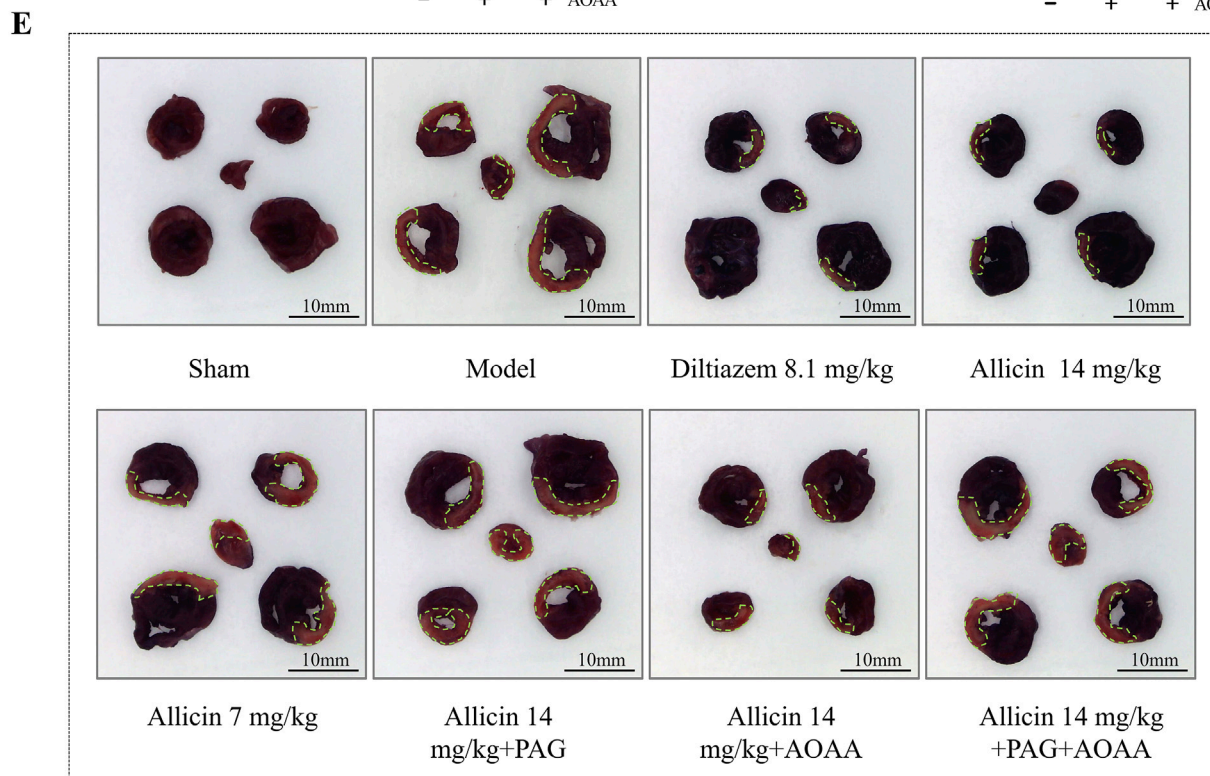 - + + AOAA
- + +
E
10mm 10mm 10mm 10mm
Sham Model Diltiazem 8.1 mg/kg Allicin 14 mg/kg
10mm 10mm 10mm 10mm
Allicin 7 mg/kg Allicin 14 Allicin 14 Allicin 14 mg/kg
mg/kg+PAG mg/kg+AOAA +PAG+AOAA